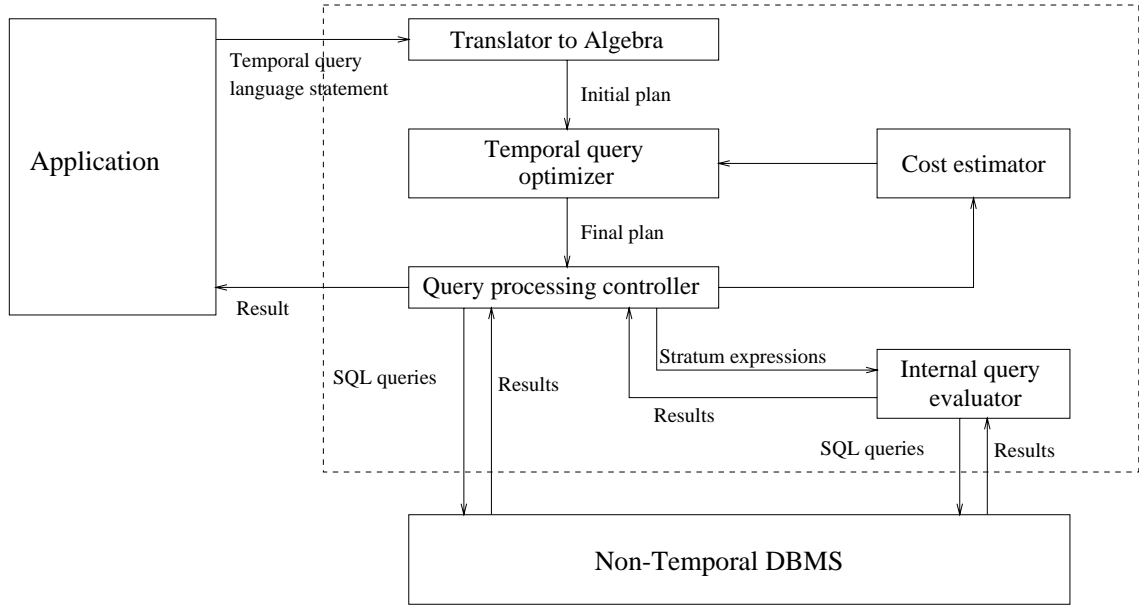 Translator to Algebra
Temporal query
language statement
Initial plan
Application
Temporal query
optimizer
Cost estimator
Final plan
Query processing controller
Result
Stratum expressions
SQL queries
Results
Internal query
evaluator
Results
SQL queries
Results
Non-Temporal DBMS